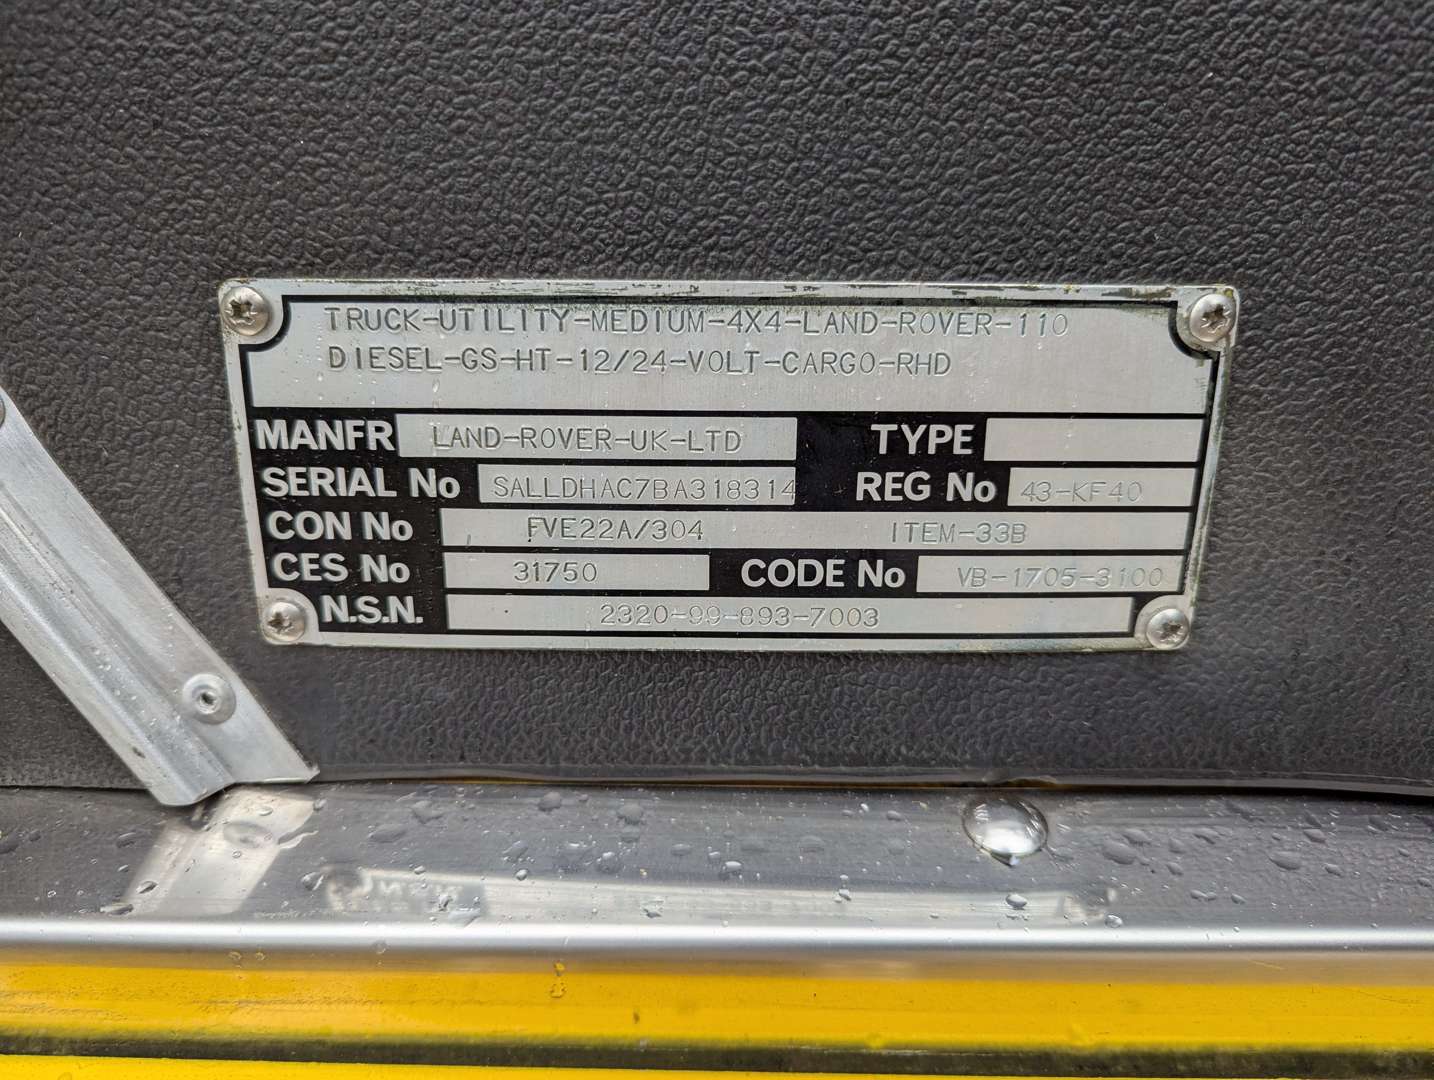 TRUCK-UTILITY-MEDIUM-4X4-LAND-ROVER-110
DIESEL-GS-HT-12/24-VOLT-CARGO-RHD
MANFR LAND-ROVER-UK-LTD TYPE
SERIAL No SALLDHAC7BA318314 REG No 43-KF40
CON No FVE22A/304 ITEM-33B
CES No 31750 CODE No VB-1705-3100
N.S.N. 2320-99-893-7003